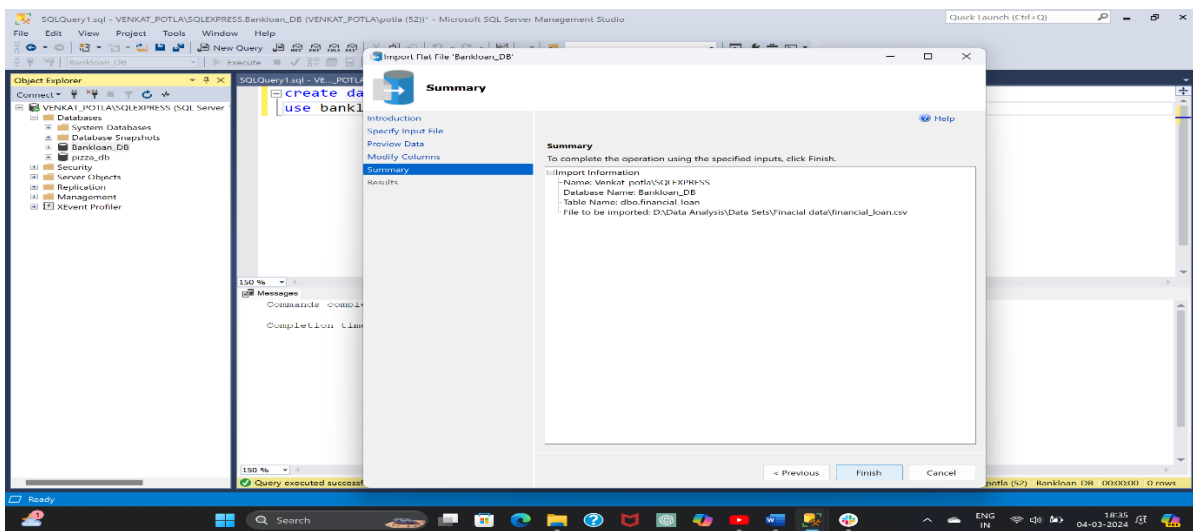 SQLQuery1.sql - VENKAT_POTLA\SQLEXPRESS.Bankloan_DB (VENKAT_POTLA\potla (52))* - Microsoft SQL Server Management Studio
Quick Launch (Ctrl+Q)
File Edit View Project Tools Window Help
New Query
Bankloan_DB
Execute
Object Explorer
Connect
VENKAT_POTLA\SQLEXPRESS (SQL Server
Databases
System Databases
Database Snapshots
Bankloan_DB
pizza_db
Security
Server Objects
Replication
Management
XEvent Profiler
SQLQuery1.sql - VE..._POTLA
create da
use bankl
150 %
Messages
Commands comple
Completion time
150 %
Query executed successf
Import Flat File 'Bankloan_DB'
Summary
Introduction
Specify Input File
Preview Data
Modify Columns
Summary
Results
Help
Summary
To complete the operation using the specified inputs, click Finish.
Import Information
Name: Venkat_potla\SQLEXPRESS
Database Name: Bankloan_DB
Table Name: dbo.financial_loan
File to be imported: D:\Data Analysis\Data Sets\Finacial data\financial_loan.csv
< Previous Finish Cancel
potla (52) Bankloan_DB 00:00:00 0 rows
Ready
Search
ENG
IN
18:35
04-03-2024